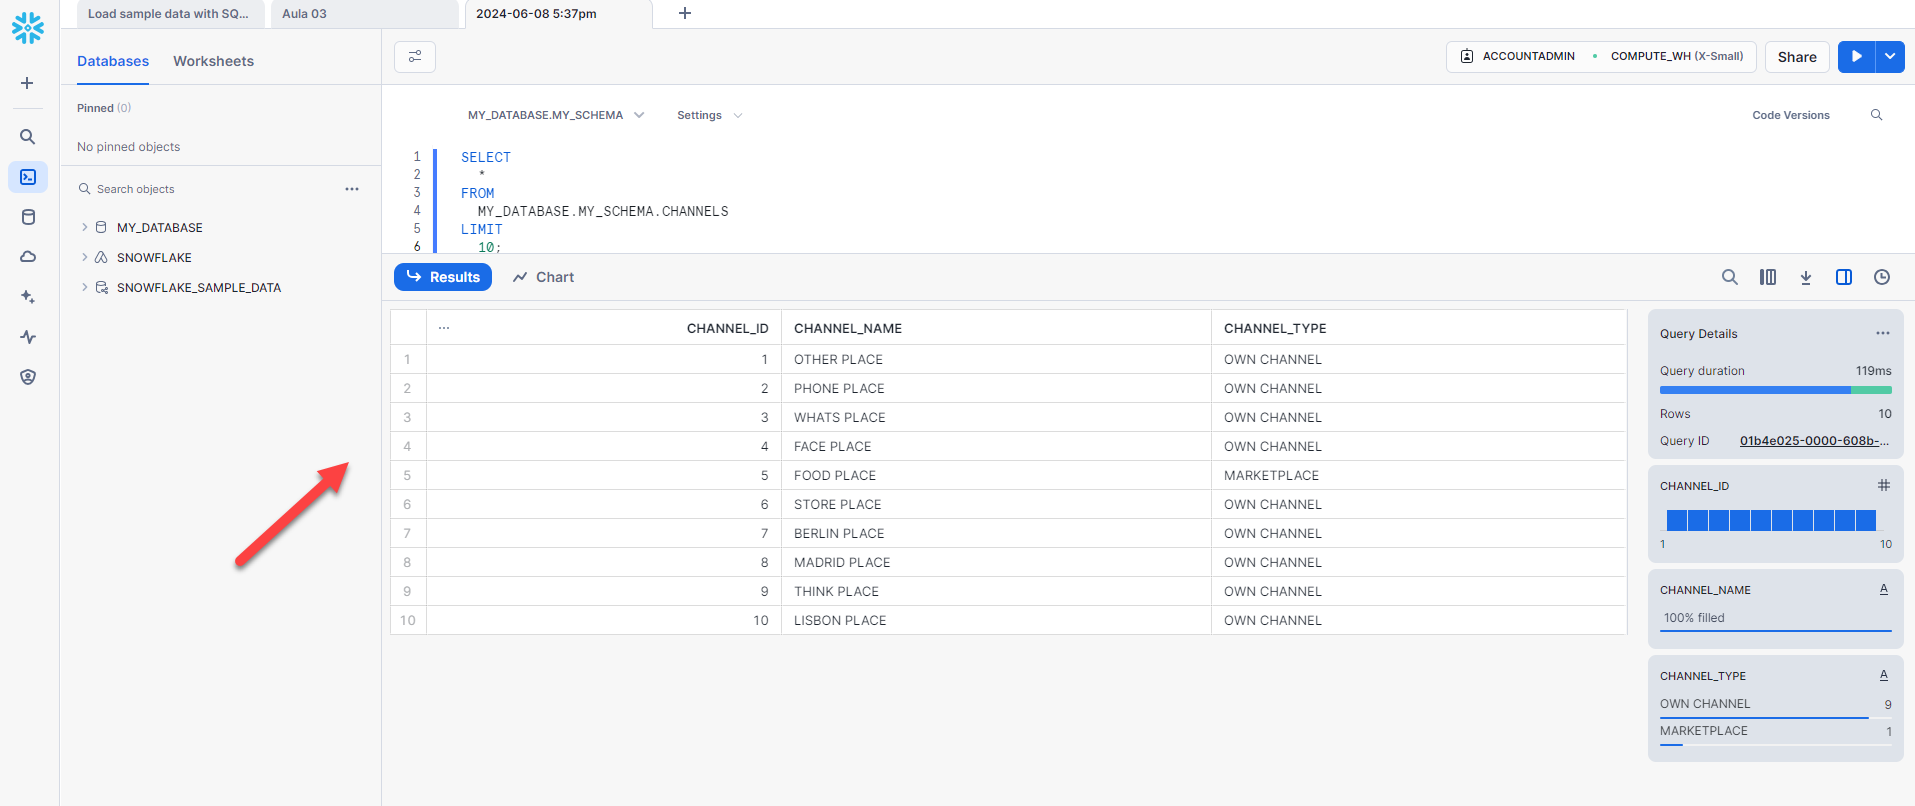 Load sample data with SQ...
Aula 03
2024-06-08 5:37pm
Databases
Worksheets
ACCOUNTADMIN
COMPUTE_WH (X-Small)
Share
Pinned (0)
No pinned objects
Search objects
MY_DATABASE
SNOWFLAKE
SNOWFLAKE_SAMPLE_DATA
MY_DATABASE.MY_SCHEMA
Settings
Code Versions
1 SELECT
2 *
3 FROM
4 MY_DATABASE.MY_SCHEMA.CHANNELS
5 LIMIT
6 10;
Results
Chart
... CHANNEL_ID CHANNEL_NAME CHANNEL_TYPE
1 1 OTHER PLACE OWN CHANNEL
2 2 PHONE PLACE OWN CHANNEL
3 3 WHATS PLACE OWN CHANNEL
4 4 FACE PLACE OWN CHANNEL
5 5 FOOD PLACE MARKETPLACE
6 6 STORE PLACE OWN CHANNEL
7 7 BERLIN PLACE OWN CHANNEL
8 8 MADRID PLACE OWN CHANNEL
9 9 THINK PLACE OWN CHANNEL
10 10 LISBON PLACE OWN CHANNEL
Query Details
Query duration 119ms
Rows 10
Query ID 01b4e025-0000-608b-...
CHANNEL_ID #
1 10
CHANNEL_NAME A
100% filled
CHANNEL_TYPE A
OWN CHANNEL 9
MARKETPLACE 1